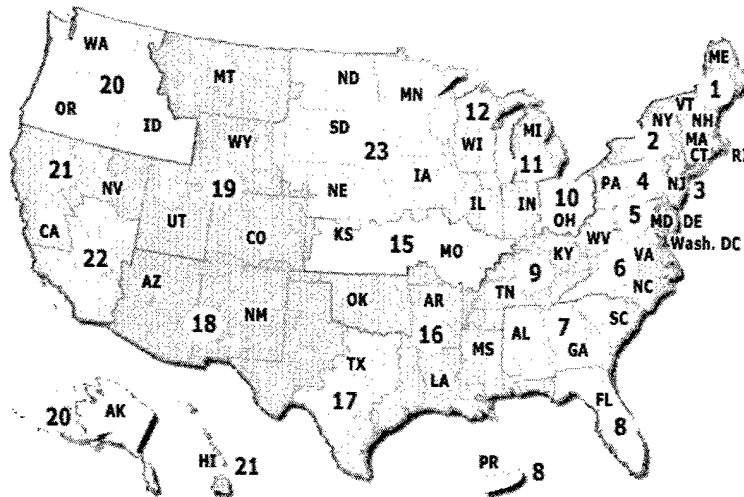 WA
ME
20
MT
ND
MN
1
VT
OR
12
NY
NH
ID
SD
MI
MA
2
WY
WI
CT
RI
21
23
11
NE
IA
PA
4
NJ
3
NV
19
10
IL
IN
OH
5
MD
DE
UT
CO
KS
15
MO
WV
Wash. DC
CA
22
KY
VA
9
6
AZ
OK
AR
TN
NC
18
NM
16
7
SC
MS
AL
GA
TX
LA
17
FL
20
AK
8
HI
21
PR
8